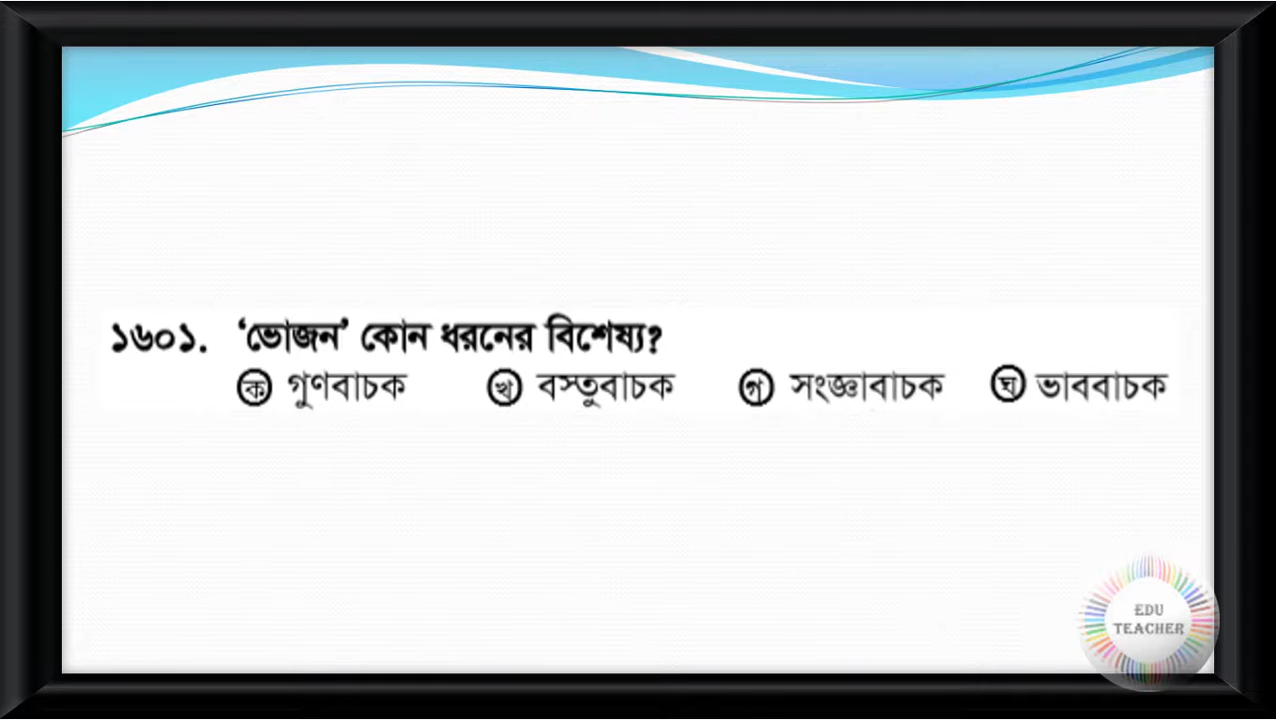 ১৬০১. ‘ভোজন’ কোন ধরনের বিশেষ্য?
ক গুণবাচক খ বস্তুবাচক গ সংজ্ঞাবাচক ঘ ভাববাচক
EDU
TEACHER